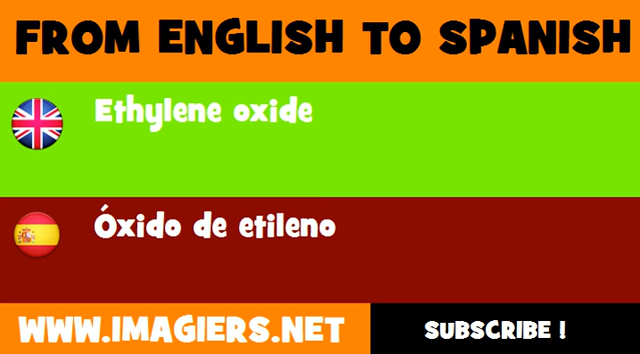 FROM ENGLISH TO SPANISH
Ethylene oxide
Óxido de etileno
WWW.IMAGIERS.NET
SUBSCRIBE !